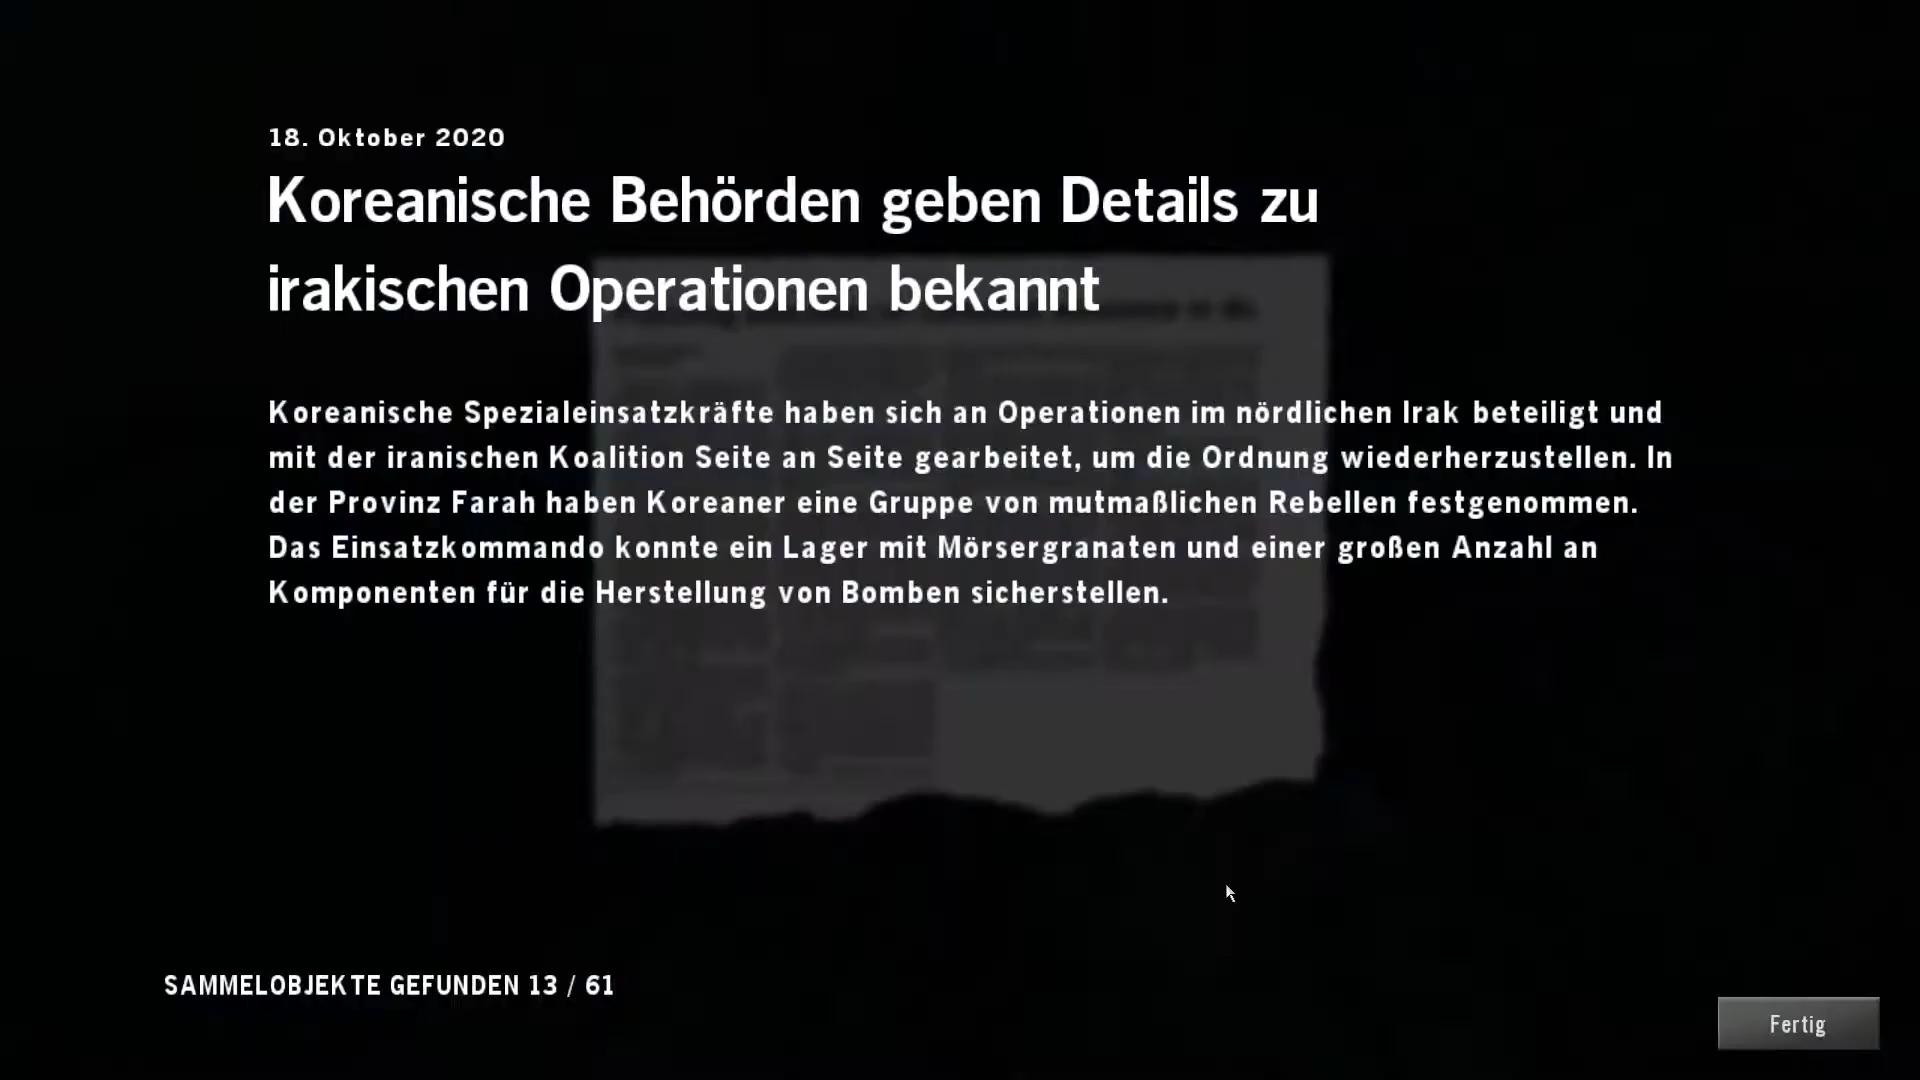 18. Oktober 2020
Koreanische Behörden geben Details zu
irakischen Operationen bekannt
Koreanische Spezialeinsatzkräfte haben sich an Operationen im nördlichen Irak beteiligt und
mit der iranischen Koalition Seite an Seite gearbeitet, um die Ordnung wiederherzustellen. In
der Provinz Farah haben Koreaner eine Gruppe von mutmaßlichen Rebellen festgenommen.
Das Einsatzkommando konnte ein Lager mit Mörsergranaten und einer großen Anzahl an
Komponenten für die Herstellung von Bomben sicherstellen.
SAMMELOBJEKTE GEFUNDEN 13 / 61
Fertig